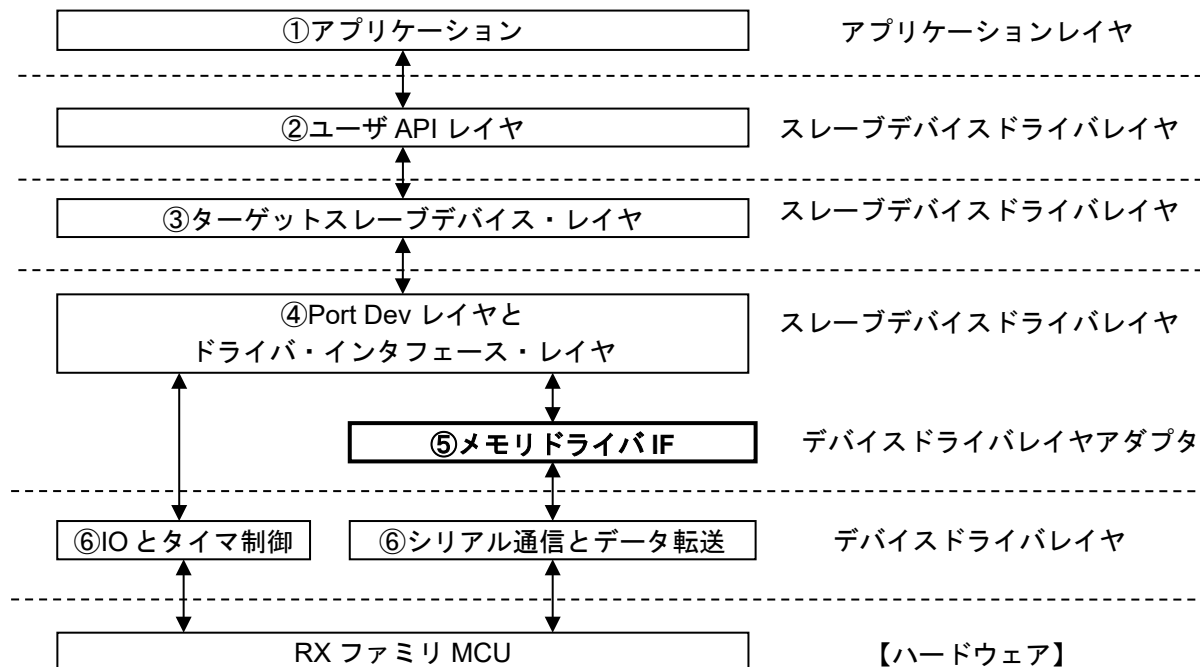 ①アプリケーション
アプリケーションレイヤ
②ユーザ API レイヤ
スレーブデバイスドライバレイヤ
③ターゲットスレーブデバイス・レイヤ
スレーブデバイスドライバレイヤ
④Port Dev レイヤと
ドライバ・インタフェース・レイヤ
スレーブデバイスドライバレイヤ
⑤メモリドライバ IF
デバイスドライバレイヤアダプタ
⑥IO とタイマ制御
⑥シリアル通信とデータ転送
デバイスドライバレイヤ
RX ファミリ MCU
【ハードウェア】